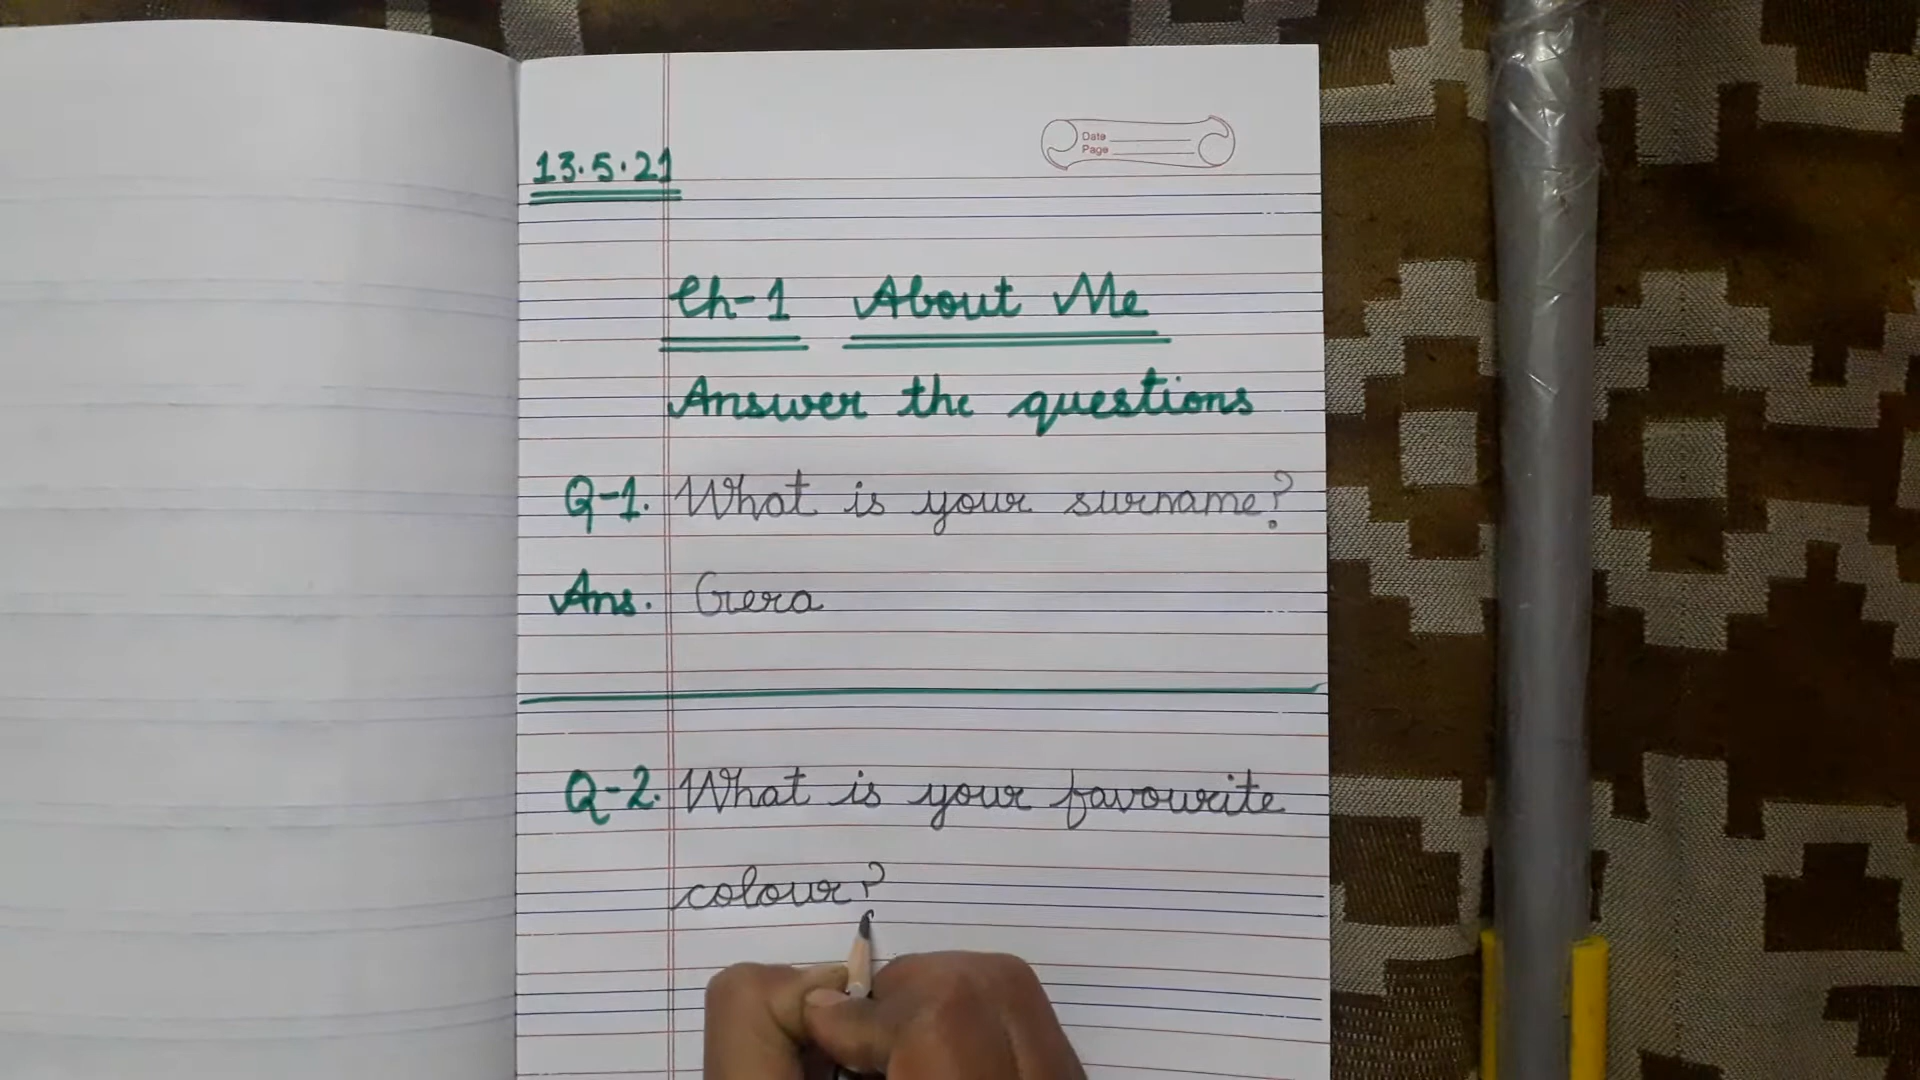 Date
Page
13.5.21
Ch-1 About Me
Answer the questions
Q-1. What is your surname?
Ans. Gera
Q-2. What is your favourite
colour?